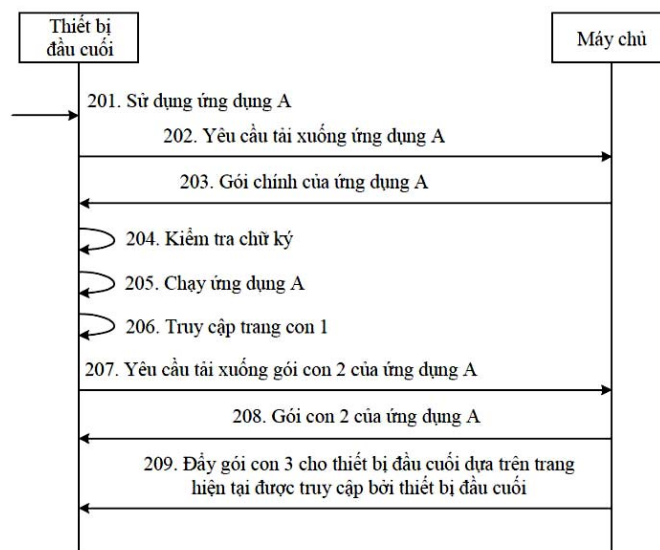 Thiết bị
đầu cuối
Máy chủ
201. Sử dụng ứng dụng A
202. Yêu cầu tải xuống ứng dụng A
203. Gói chính của ứng dụng A
204. Kiểm tra chữ ký
205. Chạy ứng dụng A
206. Truy cập trang con 1
207. Yêu cầu tải xuống gói con 2 của ứng dụng A
208. Gói con 2 của ứng dụng A
209. Đẩy gói con 3 cho thiết bị đầu cuối dựa trên trang
hiện tại được truy cập bởi thiết bị đầu cuối